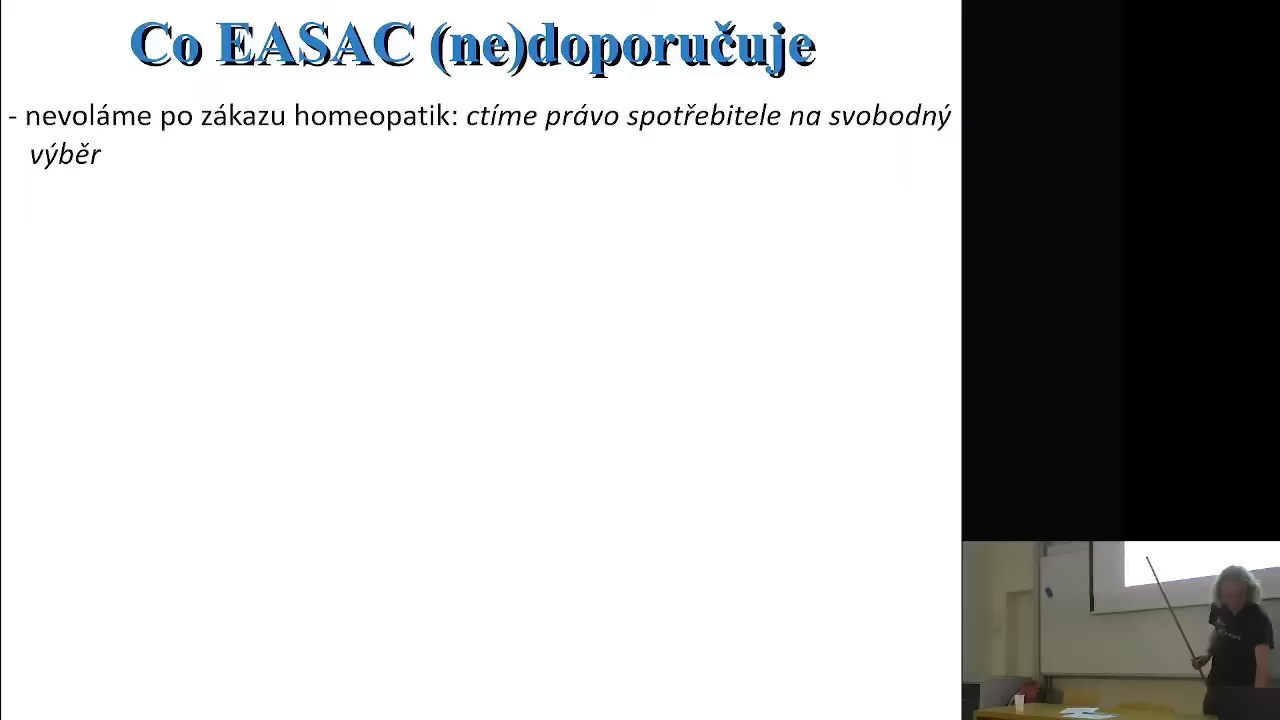 Co EASAC (ne)doporučuje
- nevoláme po zákazu homeopatik: ctíme právo spotřebitele na svobodný
výběr